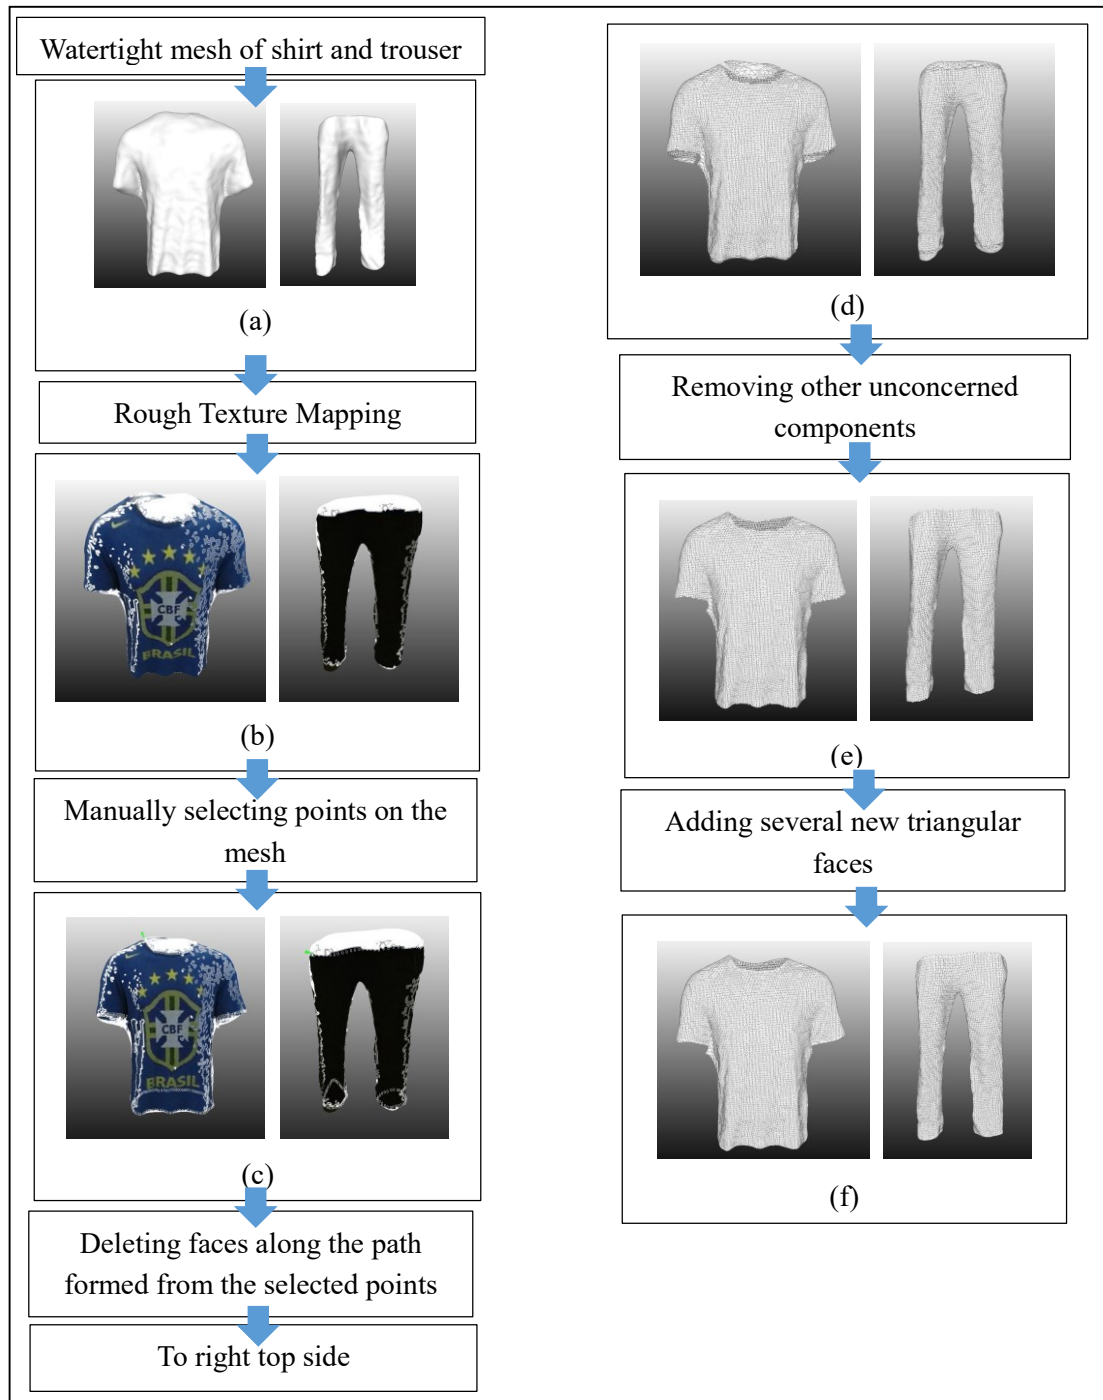 Watertight mesh of shirt and trouser
(a)
Rough Texture Mapping
CBF
BRASIL
(b)
Manually selecting points on the
mesh
CBF
BRASIL
(c)
Deleting faces along the path
formed from the selected points
To right top side
(d)
Removing other unconcerned
components
(e)
Adding several new triangular
faces
(f)